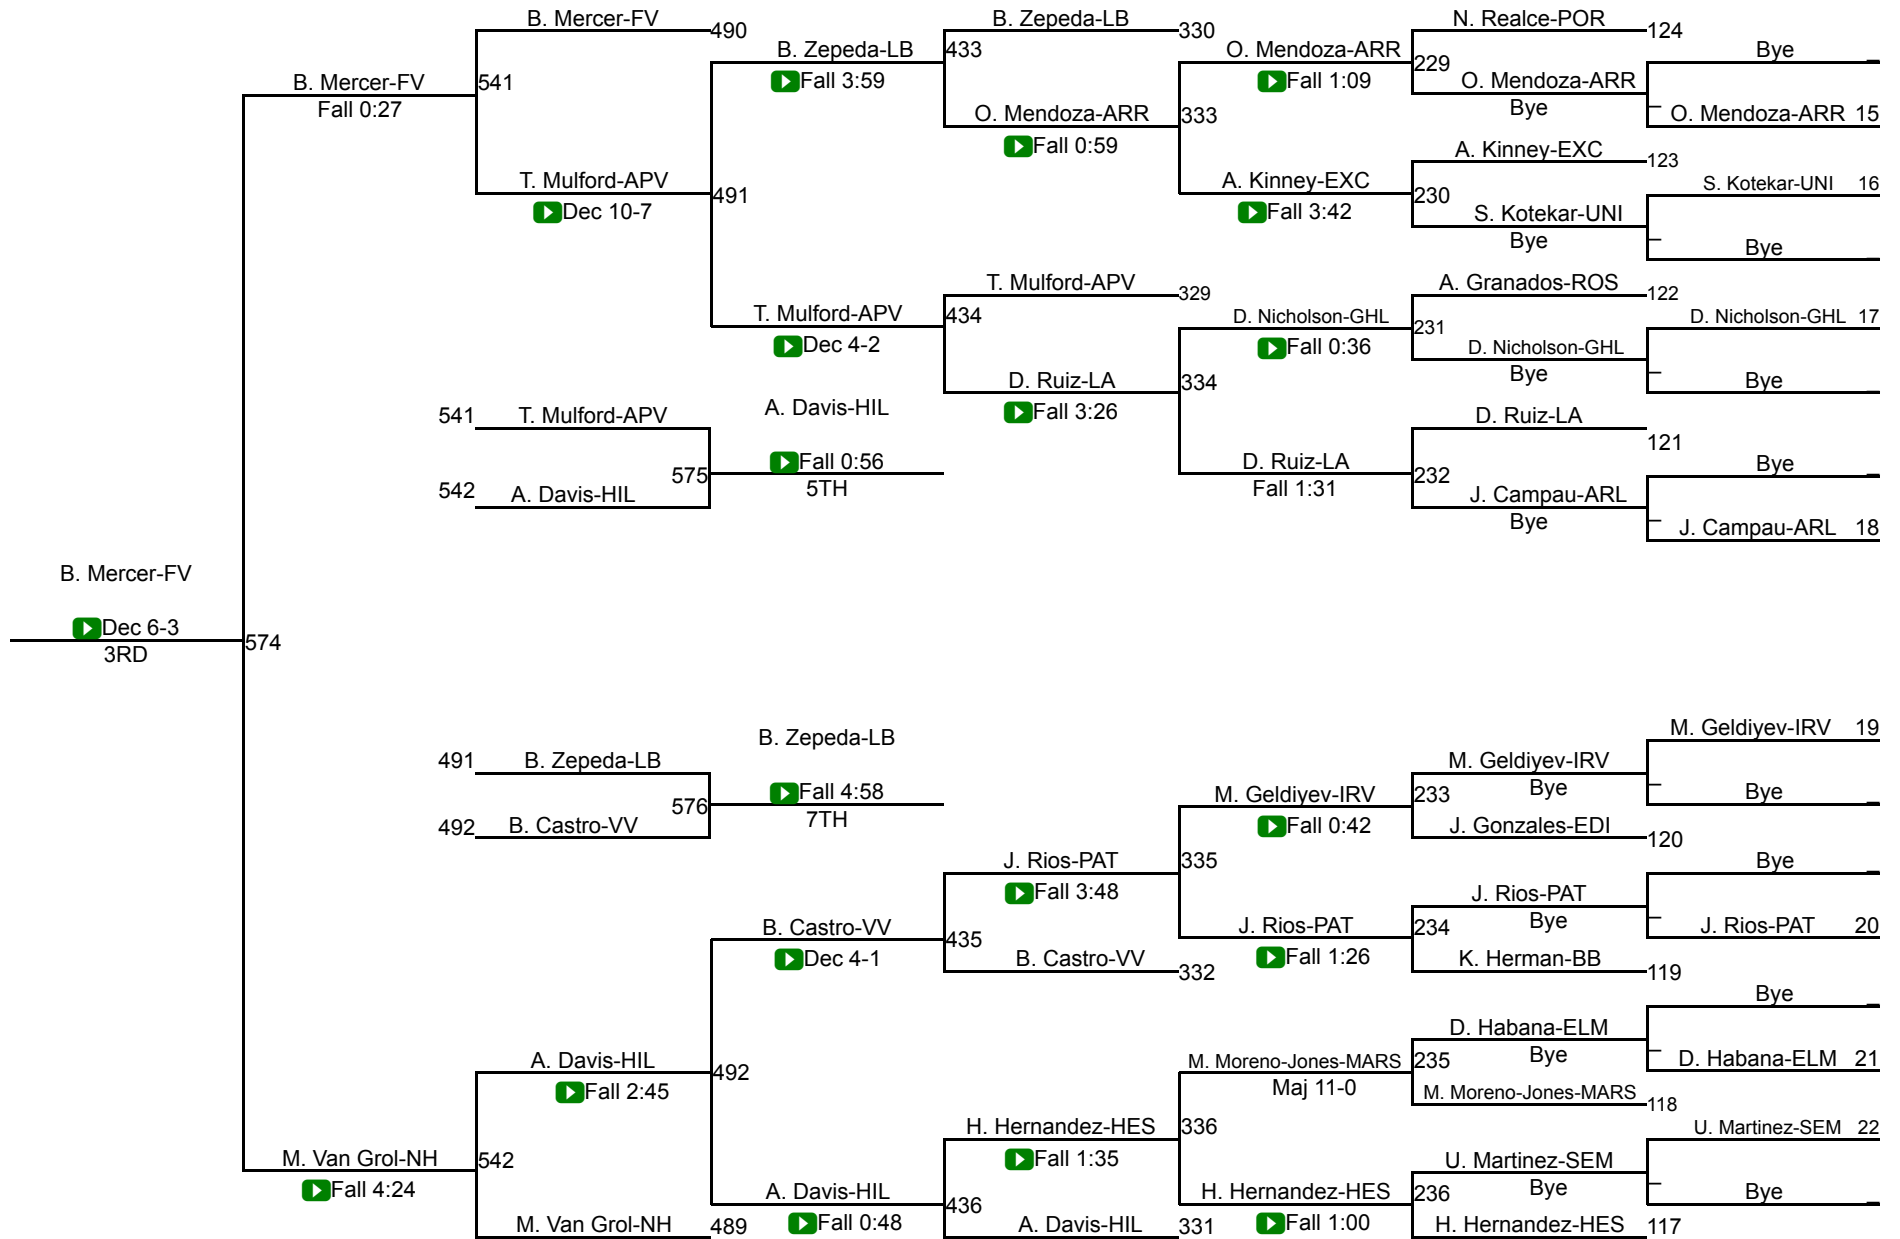 B. Mercer-FV
490
B. Zepeda-LB
330
N. Realce-POR
124
B. Mercer-FV
Fall 0:27
541
B. Zepeda-LB
Fall 3:59
433
O. Mendoza-ARR
Fall 1:09
229
O. Mendoza-ARR
Bye
Bye
O. Mendoza-ARR 15
O. Mendoza-ARR
Fall 0:59
333
A. Kinney-EXC
123
T. Mulford-APV
Dec 10-7
491
A. Kinney-EXC
Fall 3:42
230
S. Kotekar-UNI 16
S. Kotekar-UNI
Bye
Bye
T. Mulford-APV
329
A. Granados-ROS
122
T. Mulford-APV
Dec 4-2
434
D. Nicholson-GHL
Fall 0:36
231
D. Nicholson-GHL 17
D. Nicholson-GHL
Bye
Bye
D. Ruiz-LA
Fall 3:26
334
541
T. Mulford-APV
A. Davis-HIL
D. Ruiz-LA
121
Fall 0:56
5TH
575
542
A. Davis-HIL
D. Ruiz-LA
Fall 1:31
232
Bye
J. Campau-ARL
Bye
J. Campau-ARL 18
B. Mercer-FV
Dec 6-3
3RD
574
491
B. Zepeda-LB
B. Zepeda-LB
M. Geldiyev-IRV 19
M. Geldiyev-IRV
Bye
Bye
Fall 4:58
7TH
576
492
B. Castro-VV
M. Geldiyev-IRV
Fall 0:42
233
J. Gonzales-EDI
120
J. Rios-PAT
Fall 3:48
335
Bye
J. Rios-PAT
Bye
J. Rios-PAT 20
B. Castro-VV
Dec 4-1
435
J. Rios-PAT
Fall 1:26
234
B. Castro-VV
332
K. Herman-BB
119
Bye
D. Habana-ELM
Bye
D. Habana-ELM 21
A. Davis-HIL
Fall 2:45
492
M. Moreno-Jones-MARS
Maj 11-0
235
M. Moreno-Jones-MARS
118
H. Hernandez-HES
Fall 1:35
336
U. Martinez-SEM 22
M. Van Grol-NH
Fall 4:24
542
U. Martinez-SEM
Bye
Bye
A. Davis-HIL
Fall 0:48
436
H. Hernandez-HES
Fall 1:00
236
M. Van Grol-NH
489
A. Davis-HIL
331
H. Hernandez-HES
117